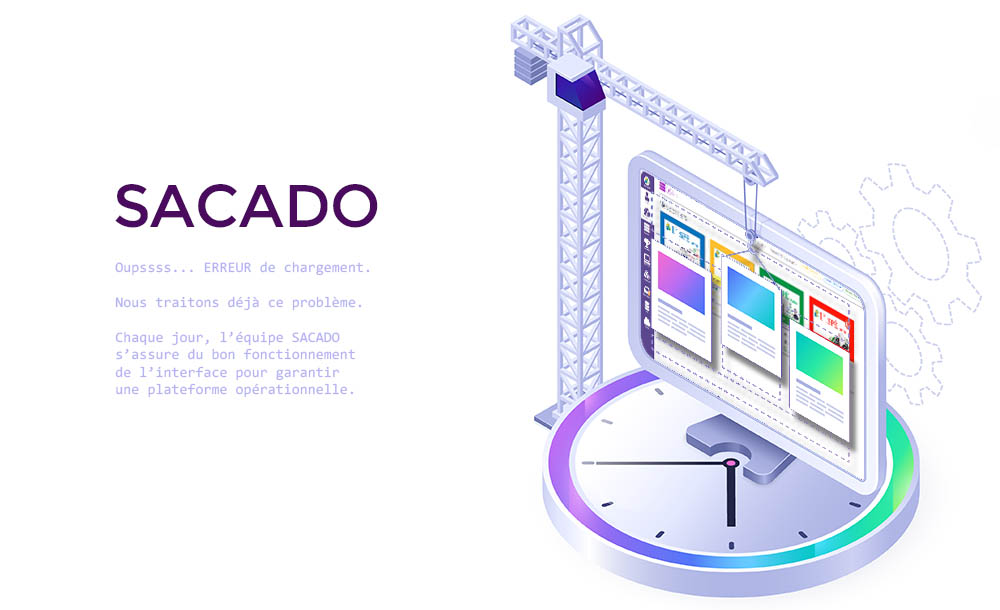 SACADO
Oupssss... ERREUR de chargement.
Nous traitons déjà ce problème.
Chaque jour, l’équipe SACADO
s’assure du bon fonctionnement
de l’interface pour garantir
une plateforme opérationnelle.